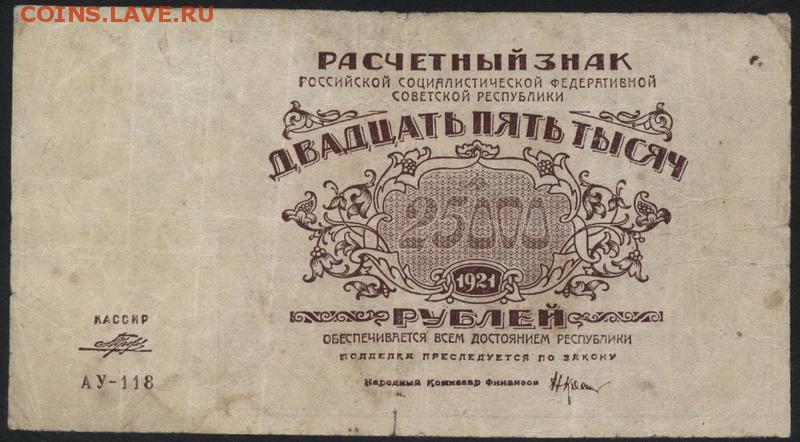 COINS.LAVE.RU
РАСЧЕТНЫЙ ЗНАК
РОССИЙСКОЙ СОЦИАЛИСТИЧЕСКОЙ ФЕДЕРАТИВНОЙ
СОВЕТСКОЙ РЕСПУБЛИКИ
ДВАДЦАТЬ ПЯТЬ ТЫСЯЧ
25000
1921
РУБЛЕЙ
ОБЕСПЕЧИВАЕТСЯ ВСЕМ ДОСТОЯНИЕМ РЕСПУБЛИКИ
ПОДДЕЛКА ПРЕСЛЕДУЕТСЯ ПО ЗАКОНУ
Народный Комиссар Финансов
КАССИР
АУ-118